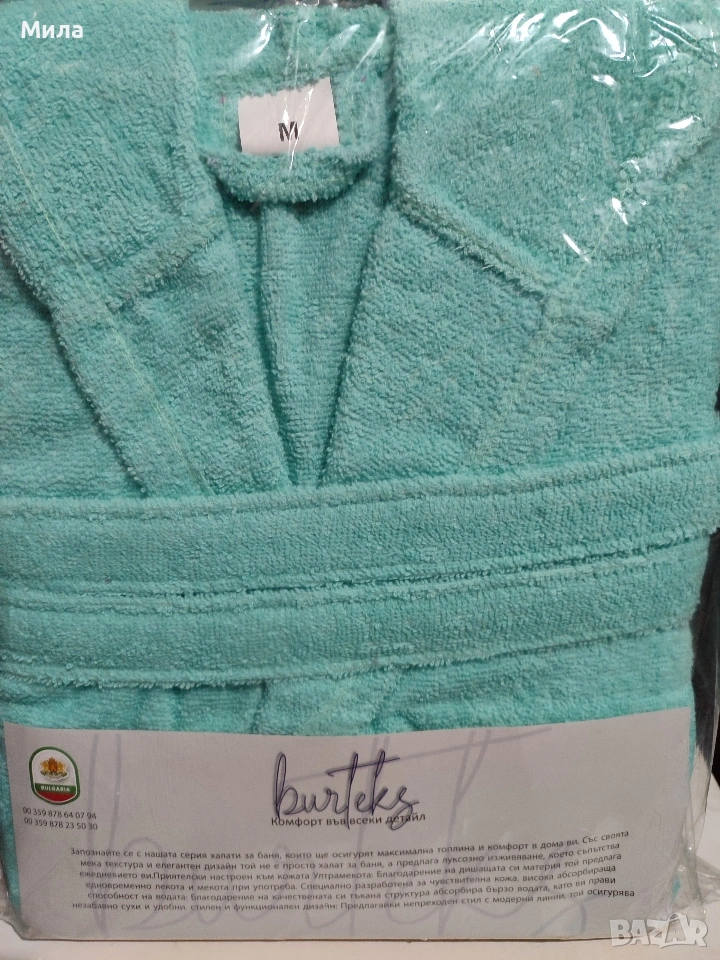 Мила
M
BULGARIA
00 359 878 64 07 94
00 359 878 23 50 30
burteks
Комфорт във всеки детайл
Запознайте се с нашата серия халати за баня, които ще осигурят максимална топлина и комфорт в дома ви. Със своята
мека текстура и елегантен дизайн той не е просто халат за баня, а предлага луксозно изживяване, което съпътства
ежедневието ви.Приятелски настроен към кожата Ултрамекота: Благодарение на дишащата си материя той предлага
едновременно лекота и мекота при употреба. Специално разработена за чувствителна кожа. висока абсорбираща
способност на водата: благодарение на качествената си тъкана структура абсорбира бързо водата, като ви прави
незабавно сухи и удобни. стилен и функционален дизайн: Предлагайки непреходен стил с модерни линии, той осигурява
BAZAR